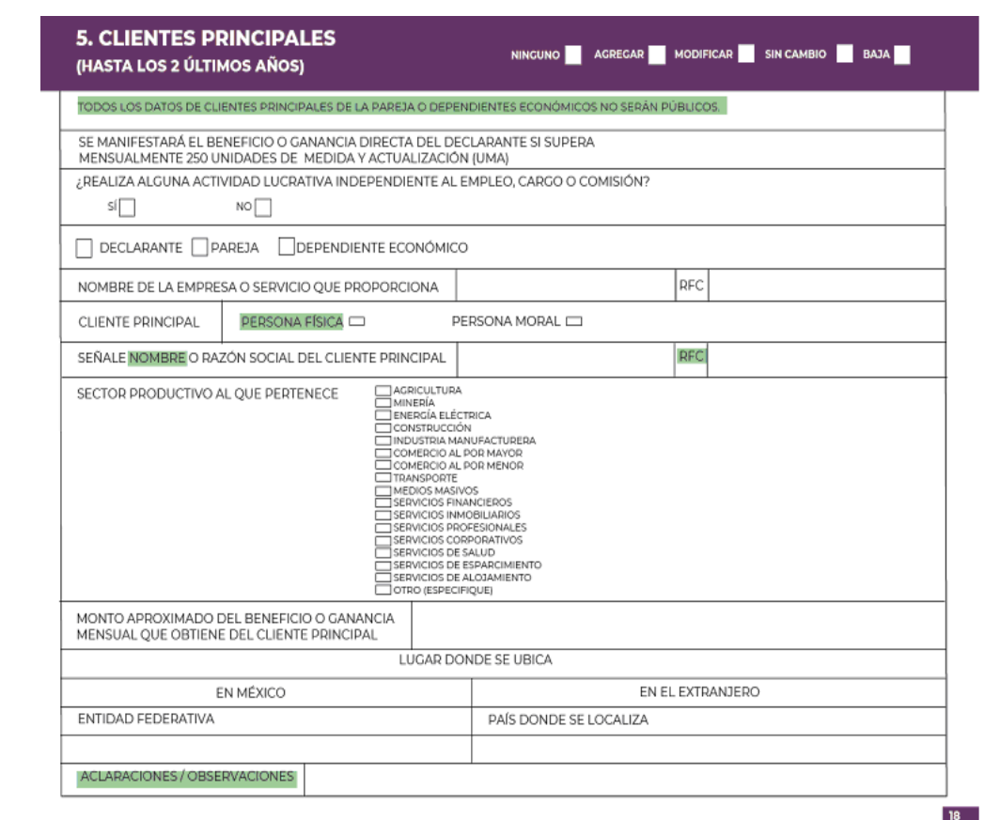 5. CLIENTES PRINCIPALES
(HASTA LOS 2 ÚLTIMOS AÑOS)
NINGUNO AGREGAR MODIFICAR SIN CAMBIO BAJA
TODOS LOS DATOS DE CLIENTES PRINCIPALES DE LA PAREJA O DEPENDIENTES ECONÓMICOS NO SERÁN PÚBLICOS.
SE MANIFESTARÁ EL BENEFICIO O GANANCIA DIRECTA DEL DECLARANTE SI SUPERA
MENSUALMENTE 250 UNIDADES DE MEDIDA Y ACTUALIZACIÓN (UMA)
¿REALIZA ALGUNA ACTIVIDAD LUCRATIVA INDEPENDIENTE AL EMPLEO, CARGO O COMISIÓN?
SÍ NO
DECLARANTE PAREJA DEPENDIENTE ECONÓMICO
NOMBRE DE LA EMPRESA O SERVICIO QUE PROPORCIONA RFC
CLIENTE PRINCIPAL PERSONA FÍSICA PERSONA MORAL
SEÑALE NOMBRE O RAZÓN SOCIAL DEL CLIENTE PRINCIPAL RFC
SECTOR PRODUCTIVO AL QUE PERTENECE
AGRICULTURA
MINERÍA
ENERGÍA ELÉCTRICA
CONSTRUCCIÓN
INDUSTRIA MANUFACTURERA
COMERCIO AL POR MAYOR
COMERCIO AL POR MENOR
TRANSPORTE
MEDIOS MASIVOS
SERVICIOS FINANCIEROS
SERVICIOS INMOBILIARIOS
SERVICIOS PROFESIONALES
SERVICIOS CORPORATIVOS
SERVICIOS DE SALUD
SERVICIOS DE ESPARCIMIENTO
SERVICIOS DE ALOJAMIENTO
OTRO (ESPECIFIQUE)
MONTO APROXIMADO DEL BENEFICIO O GANANCIA
MENSUAL QUE OBTIENE DEL CLIENTE PRINCIPAL
LUGAR DONDE SE UBICA
EN MÉXICO EN EL EXTRANJERO
ENTIDAD FEDERATIVA PAÍS DONDE SE LOCALIZA
ACLARACIONES / OBSERVACIONES
18